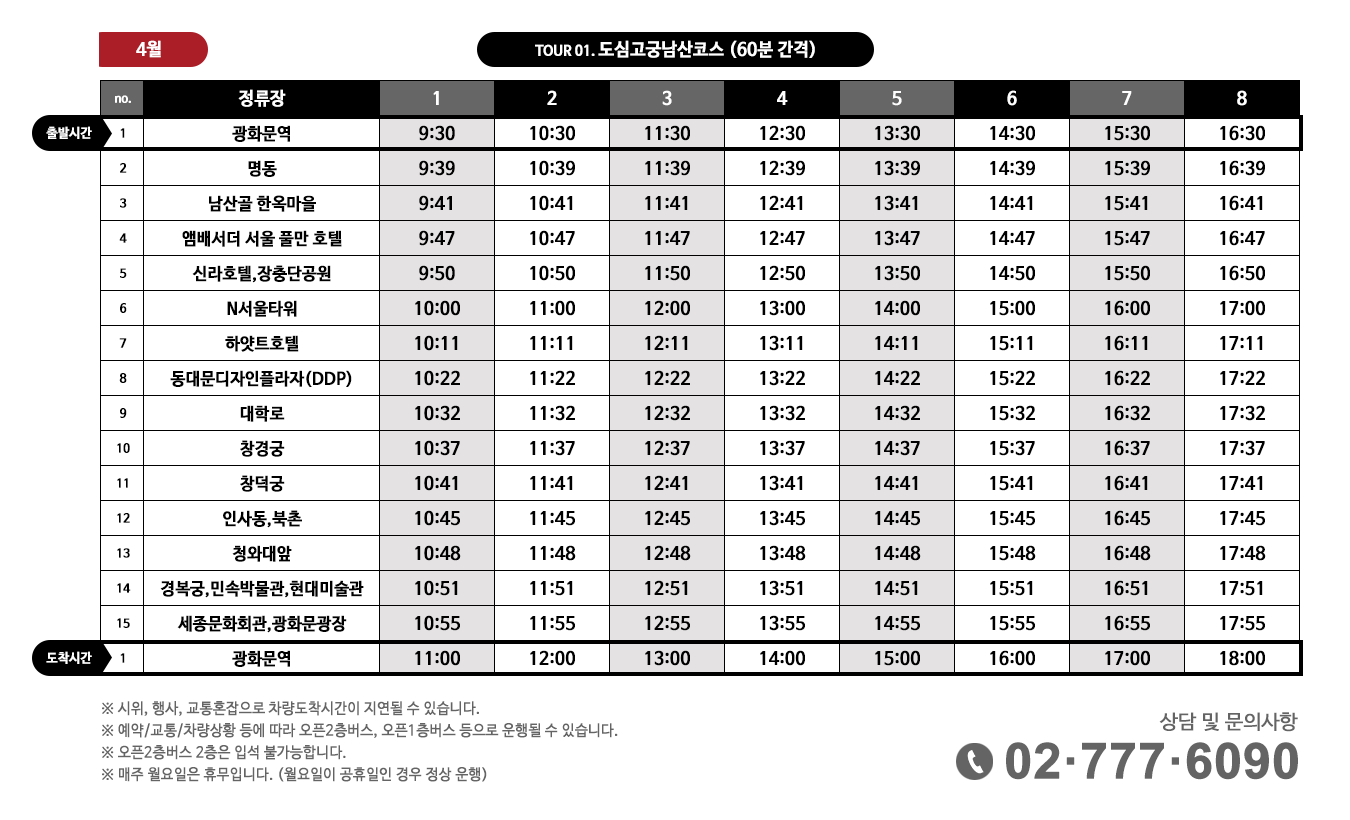 4월
TOUR 01. 도심고궁남산코스 (60분 간격)
no. 정류장 1 2 3 4 5 6 7 8
출발시간 1 광화문역 9:30 10:30 11:30 12:30 13:30 14:30 15:30 16:30
2 명동 9:39 10:39 11:39 12:39 13:39 14:39 15:39 16:39
3 남산골 한옥마을 9:41 10:41 11:41 12:41 13:41 14:41 15:41 16:41
4 앰배서더 서울 풀만 호텔 9:47 10:47 11:47 12:47 13:47 14:47 15:47 16:47
5 신라호텔,장충단공원 9:50 10:50 11:50 12:50 13:50 14:50 15:50 16:50
6 N서울타워 10:00 11:00 12:00 13:00 14:00 15:00 16:00 17:00
7 하얏트호텔 10:11 11:11 12:11 13:11 14:11 15:11 16:11 17:11
8 동대문디자인플라자(DDP) 10:22 11:22 12:22 13:22 14:22 15:22 16:22 17:22
9 대학로 10:32 11:32 12:32 13:32 14:32 15:32 16:32 17:32
10 창경궁 10:37 11:37 12:37 13:37 14:37 15:37 16:37 17:37
11 창덕궁 10:41 11:41 12:41 13:41 14:41 15:41 16:41 17:41
12 인사동,북촌 10:45 11:45 12:45 13:45 14:45 15:45 16:45 17:45
13 청와대앞 10:48 11:48 12:48 13:48 14:48 15:48 16:48 17:48
14 경복궁,민속박물관,현대미술관 10:51 11:51 12:51 13:51 14:51 15:51 16:51 17:51
15 세종문화회관,광화문광장 10:55 11:55 12:55 13:55 14:55 15:55 16:55 17:55
도착시간 1 광화문역 11:00 12:00 13:00 14:00 15:00 16:00 17:00 18:00
※ 시위, 행사, 교통혼잡으로 차량도착시간이 지연될 수 있습니다.
※ 예약/교통/차량상황 등에 따라 오픈2층버스, 오픈1층버스 등으로 운행될 수 있습니다.
※ 오픈2층버스 2층은 입석 불가능합니다.
※ 매주 월요일은 휴무입니다. (월요일이 공휴일인 경우 정상 운행)
상담 및 문의사항
02·777·6090